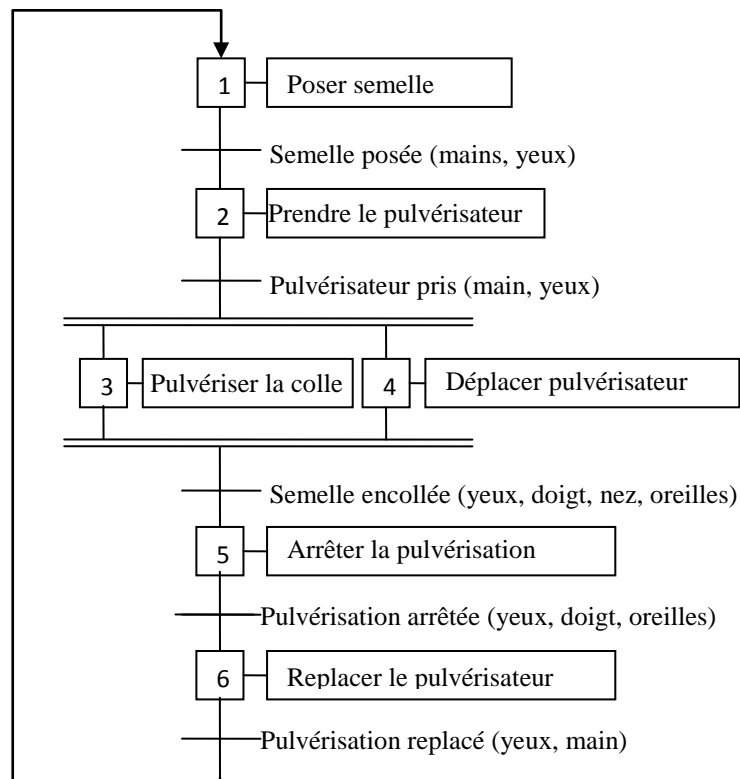 1 Poser semelle
Semelle posée (mains, yeux)
2 Prendre le pulvérisateur
Pulvérisateur pris (main, yeux)
3 Pulvériser la colle 4 Déplacer pulvérisateur
Semelle encollée (yeux, doigt, nez, oreilles)
5 Arrêter la pulvérisation
Pulvérisation arrêtée (yeux, doigt, oreilles)
6 Replacer le pulvérisateur
Pulvérisation replacé (yeux, main)